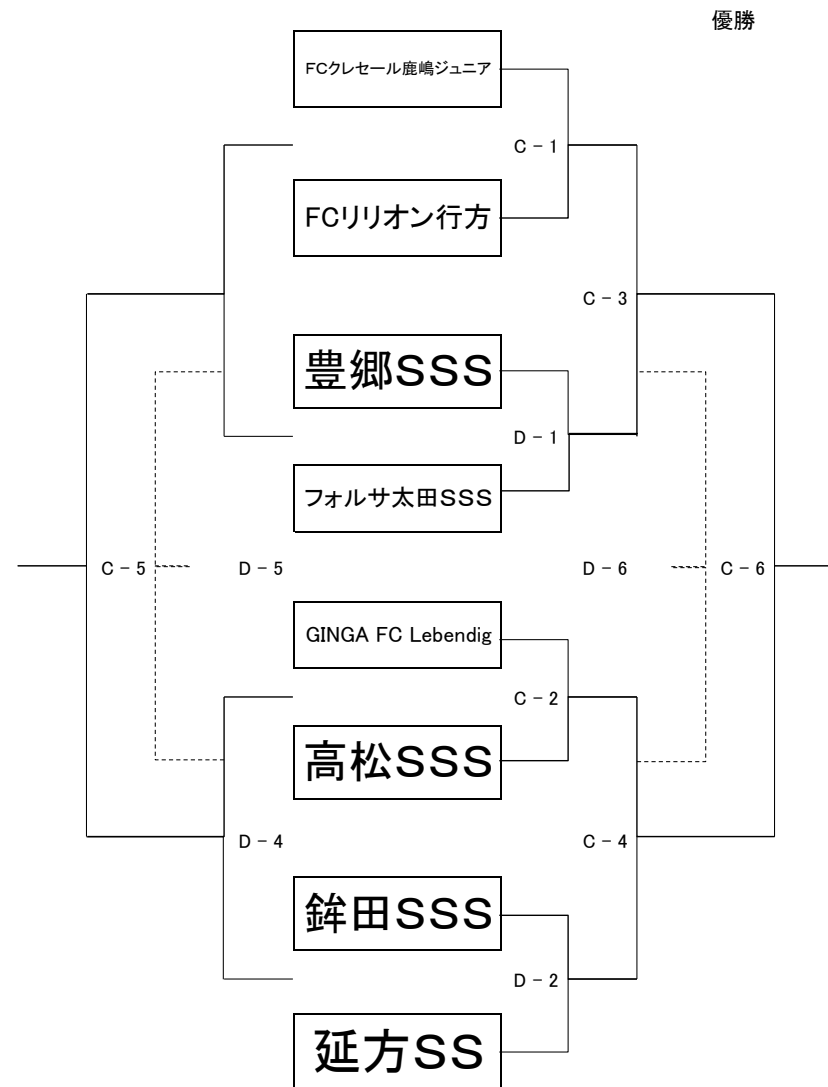 優勝
FCクレセール鹿嶋ジュニア
C-1
FCリリオン行方
C-3
豊郷SSS
D-1
フォルサ太田SSS
C-5
D-5
D-6
C-6
GINGA FC Lebendig
C-2
高松SSS
D-4
C-4
鉾田SSS
D-2
延方SS